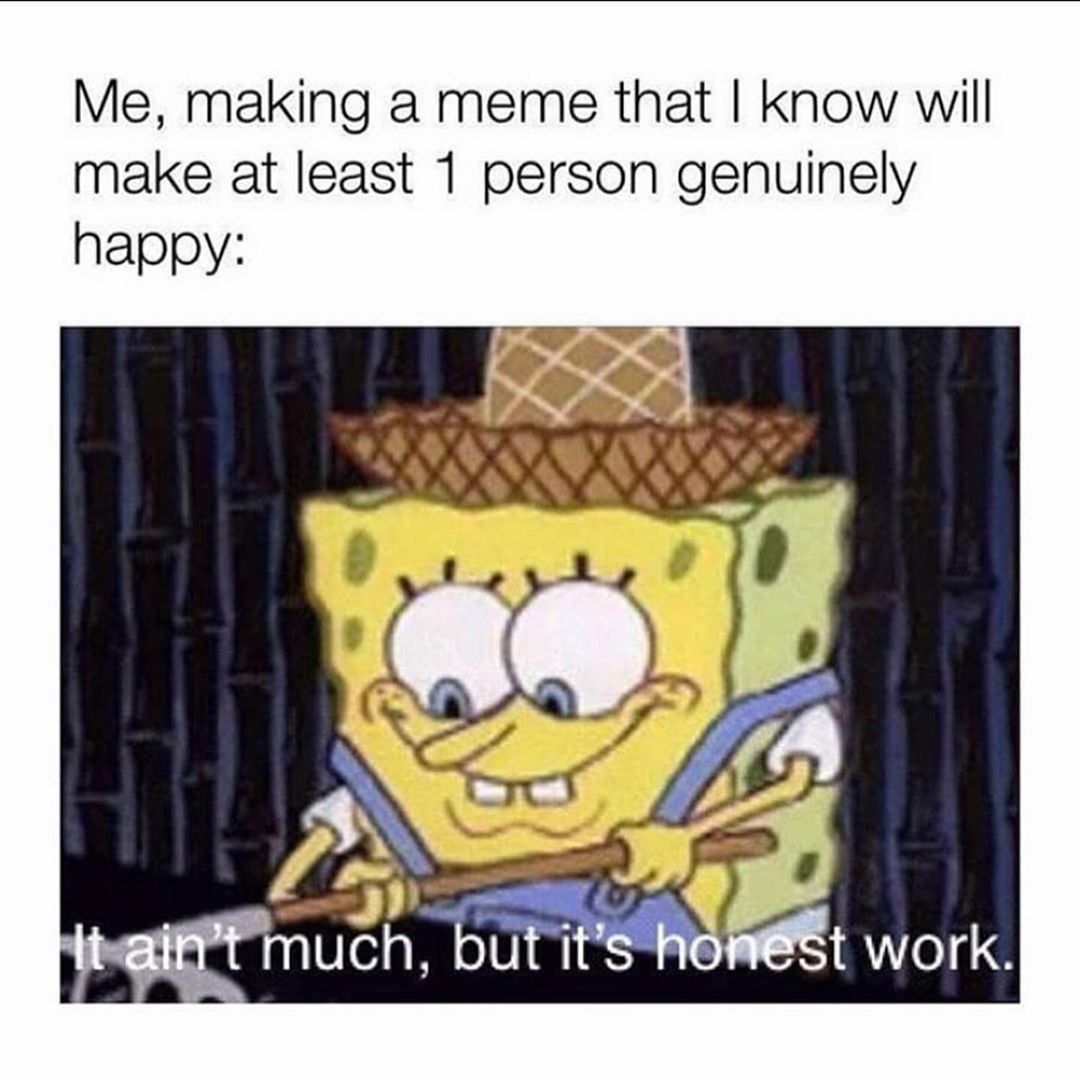 Me, making a meme that I know will
make at least 1 person genuinely
happy:
It ain't much, but it's honest work.